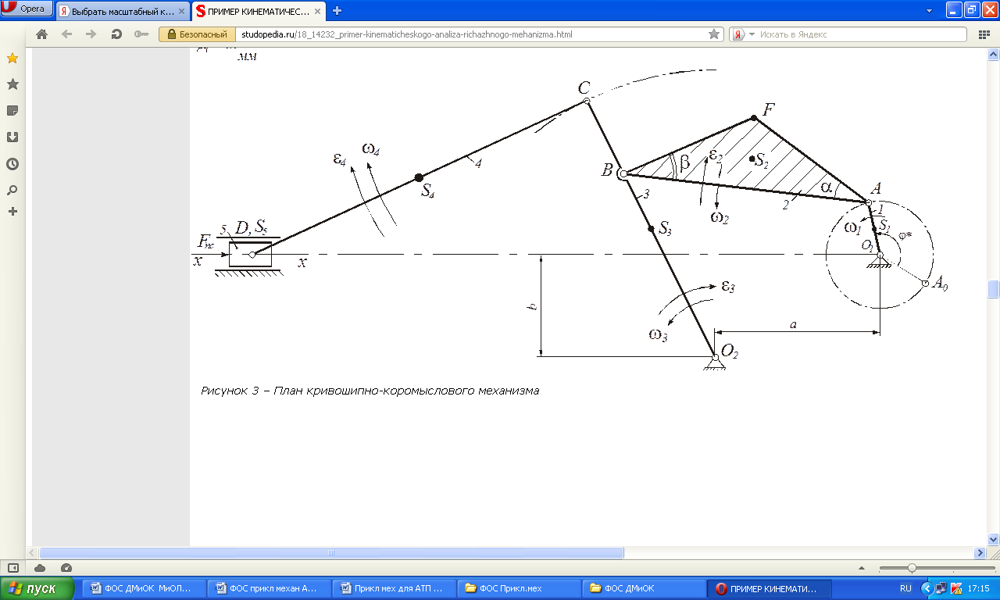 Opera
Выбрать масштабный к...
ПРИМЕР КИНЕМАТИЧЕС...
Безопасный
studopedia.ru/18_14232_primer-kinematicheskogo-analiza-richazhnogo-mehanizma.html
Искать в Яндекс
мм
C
F
ω4
ε4
4
S4
B
β
ε2
S2
α
A
2
ω2
3
1
S3
ω1
S1
φ*
O1
5
D, S5
Fпс
x
x
A0
b
ε3
ω3
a
O2
Рисунок 3 – План кривошипно-коромыслового механизма
пуск
ФОС ДМиОК МиОЛ...
ФОС прикл механ А...
Прикл мех для АТП ...
ФОС Прикл.мех
ФОС ДМиОК
ПРИМЕР КИНЕМАТИ...
RU
17:15